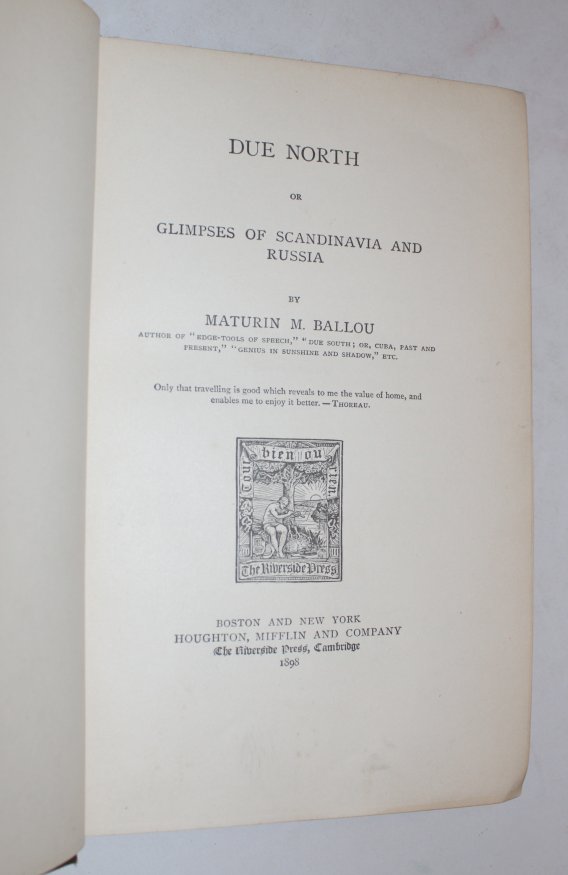 DUE NORTH
OR
GLIMPSES OF SCANDINAVIA AND
RUSSIA
BY
MATURIN M. BALLOU
AUTHOR OF "EDGE-TOOLS OF SPEECH," "DUE SOUTH; OR, CUBA, PAST AND
PRESENT," "GENIUS IN SUNSHINE AND SHADOW," ETC.
Only that travelling is good which reveals to me the value of home, and
enables me to enjoy it better. — THOREAU.
Tout bien ou rien
The Riverside Press
BOSTON AND NEW YORK
HOUGHTON, MIFFLIN AND COMPANY
The Riverside Press, Cambridge
1898